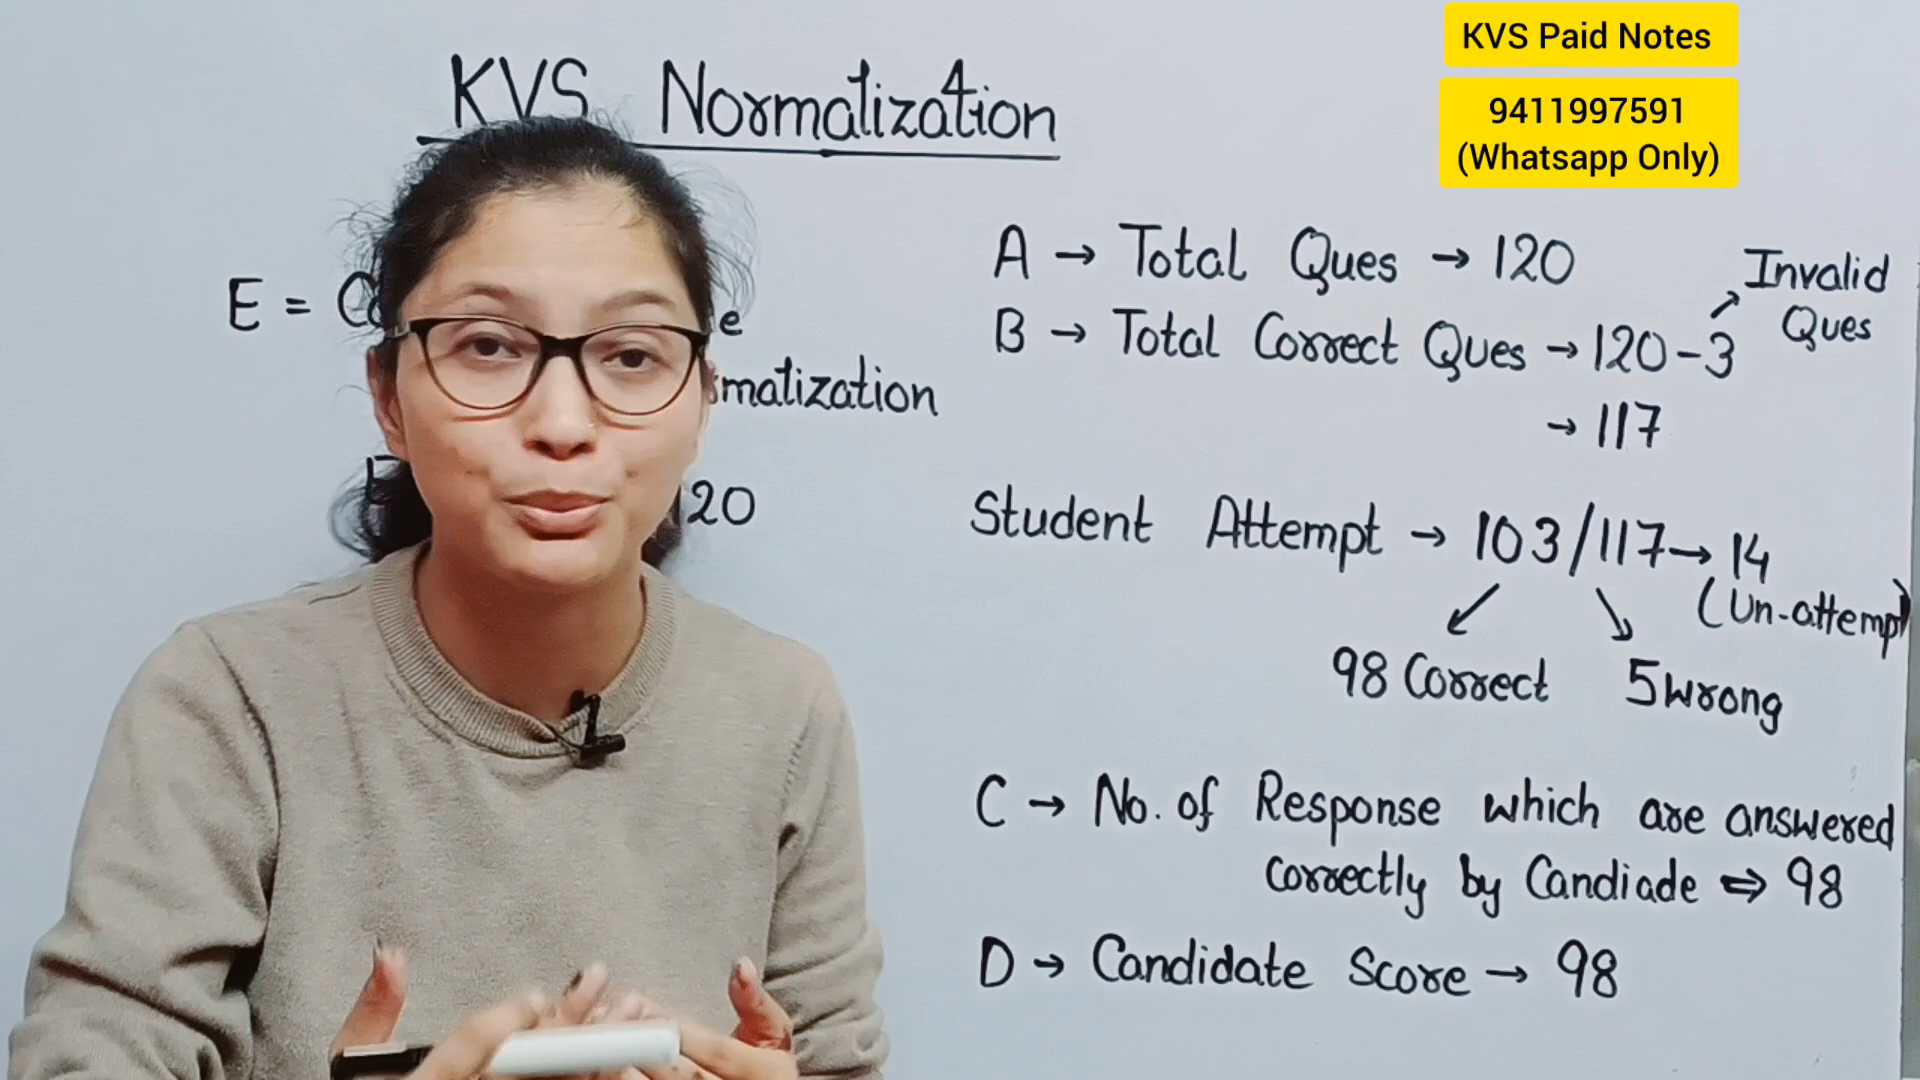 KVS Paid Notes
9411997591
(Whatsapp Only)
KVS Normalization
E =
A → Total Ques → 120
B → Total Correct Ques → 120-3
Invalid
Ques
→ 117
Student Attempt → 103/117 → 14
(Un-attempt)
98 Correct 5 wrong
C → No. of Response which are answered
correctly by Candiade ⇒ 98
D → Candidate Score → 98